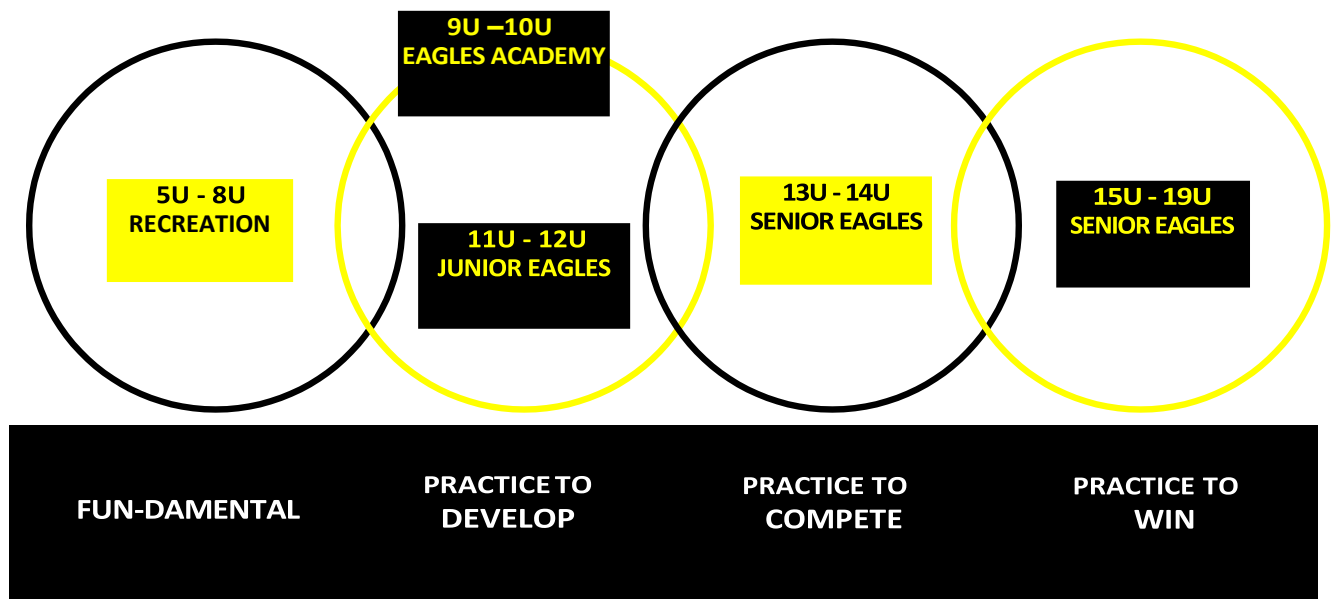 9U –10U
EAGLES ACADEMY
5U - 8U
RECREATION
11U - 12U
JUNIOR EAGLES
13U - 14U
SENIOR EAGLES
15U - 19U
SENIOR EAGLES
FUN-DAMENTAL
PRACTICE TO
DEVELOP
PRACTICE TO
COMPETE
PRACTICE TO
WIN